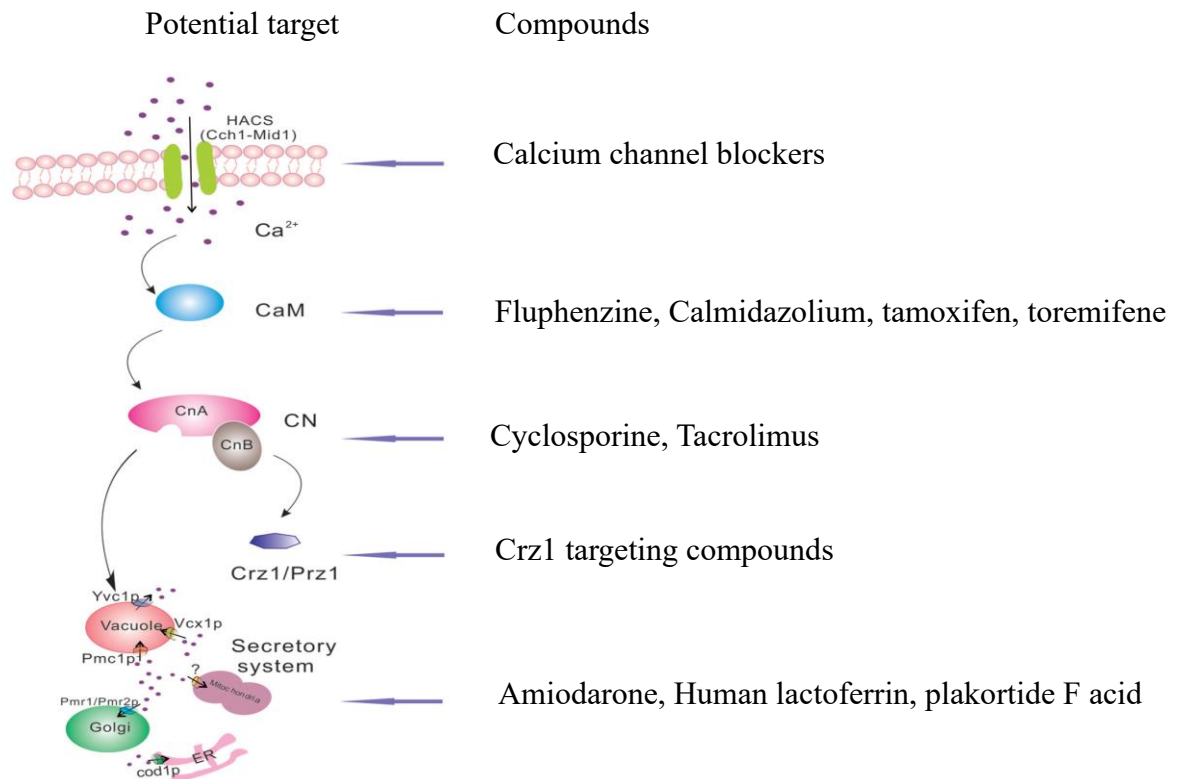 Potential target Compounds
HACS
(Cch1-Mid1)
Calcium channel blockers
Ca2+
CaM
Fluphenzine, Calmidazolium, tamoxifen, toremifene
CnA
CN
CnB
Cyclosporine, Tacrolimus
Crz1 targeting compounds
Crz1/Prz1
Yvc1p
Vacuole
Vcx1p
Pmc1p
Secretory
system
?
Mitochondria
Amiodarone, Human lactoferrin, plakortide F acid
Pmr1/Pmr2p
Golgi
ER
cod1p